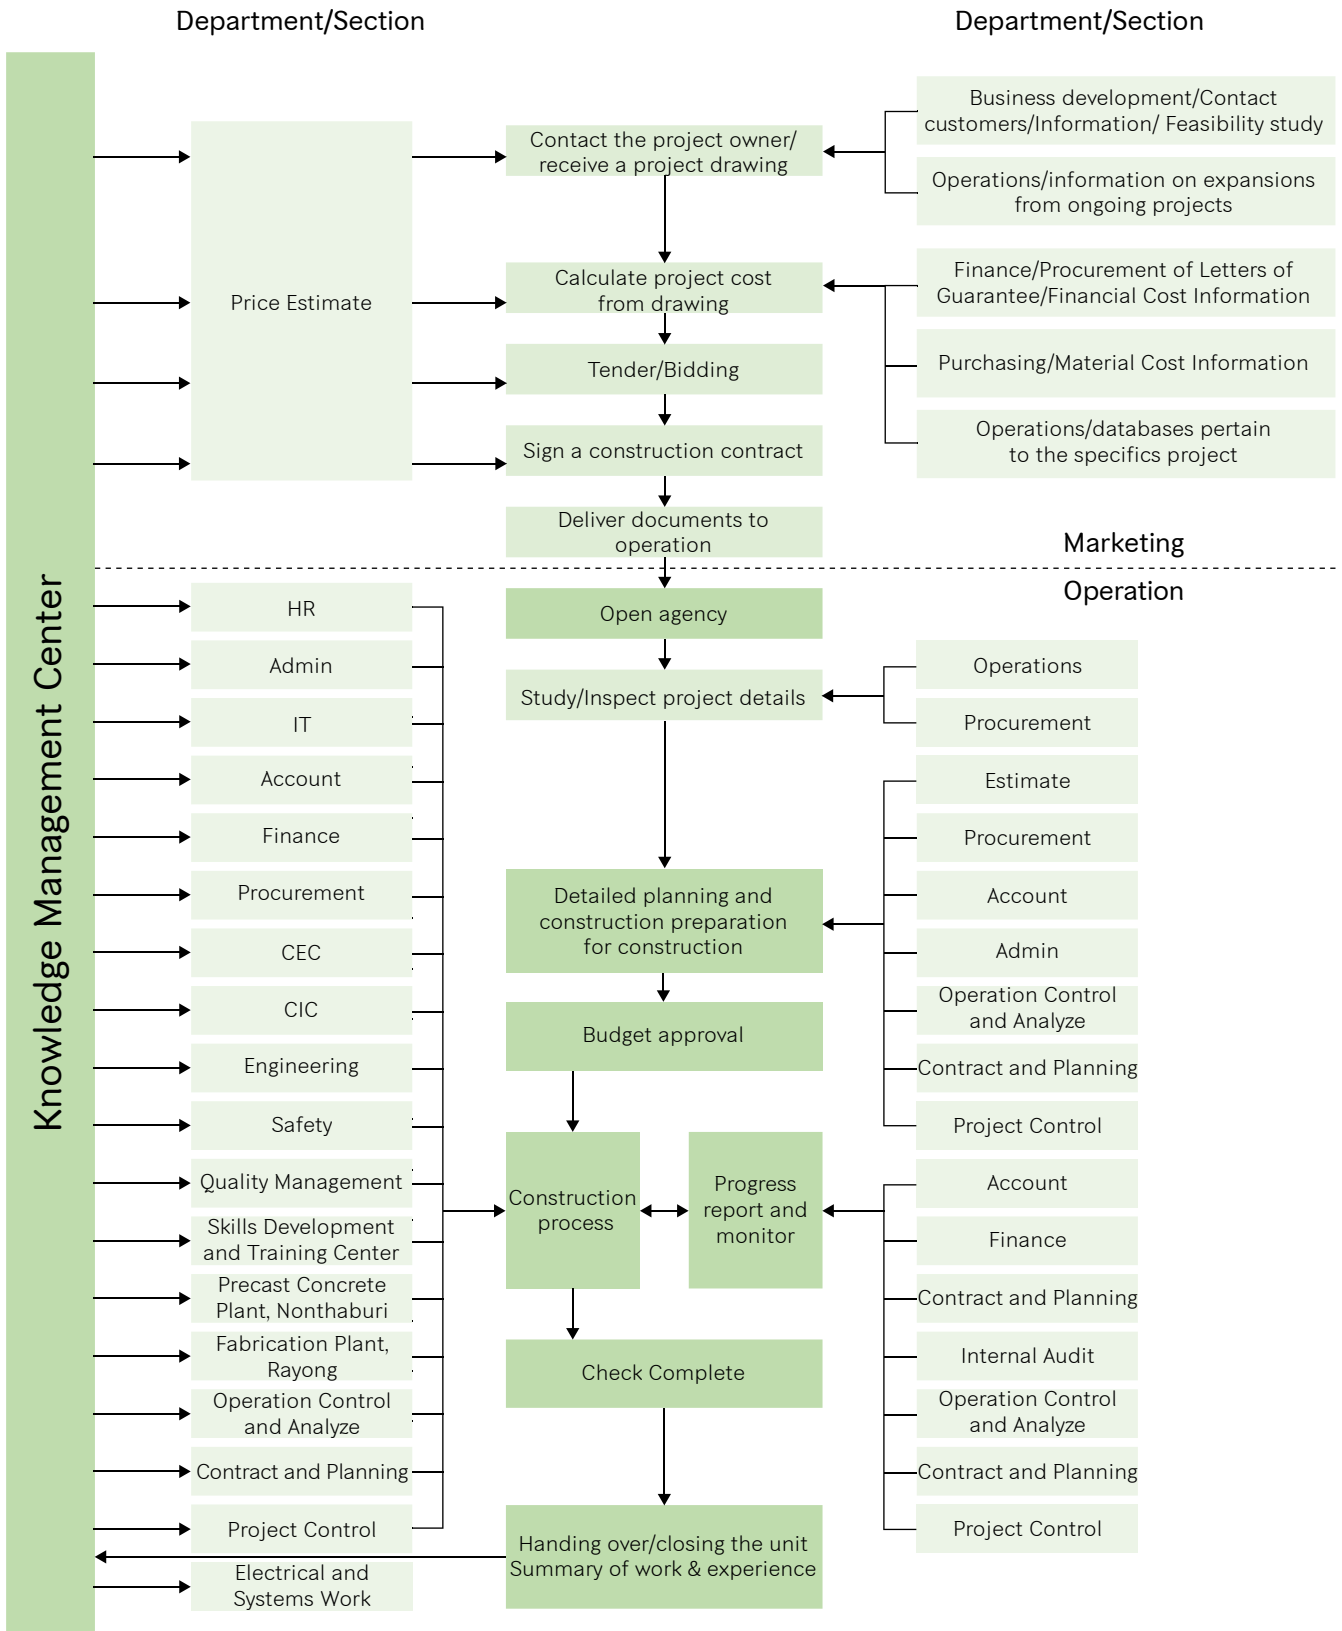 Department/Section
Department/Section
Knowledge Management Center
Price Estimate
Contact the project owner/
receive a project drawing
Calculate project cost
from drawing
Tender/Bidding
Sign a construction contract
Deliver documents to
operation
Business development/Contact
customers/Information/ Feasibility study
Operations/information on expansions
from ongoing projects
Finance/Procurement of Letters of
Guarantee/Financial Cost Information
Purchasing/Material Cost Information
Operations/databases pertain
to the specifics project
Marketing
Operation
HR
Admin
IT
Account
Finance
Procurement
CEC
CIC
Engineering
Safety
Quality Management
Skills Development
and Training Center
Precast Concrete
Plant, Nonthaburi
Fabrication Plant,
Rayong
Operation Control
and Analyze
Contract and Planning
Project Control
Electrical and
Systems Work
Open agency
Study/Inspect project details
Detailed planning and
construction preparation
for construction
Budget approval
Construction
process
Progress
report and
monitor
Check Complete
Handing over/closing the unit
Summary of work & experience
Operations
Procurement
Estimate
Procurement
Account
Admin
Operation Control
and Analyze
Contract and Planning
Project Control
Account
Finance
Contract and Planning
Internal Audit
Operation Control
and Analyze
Contract and Planning
Project Control